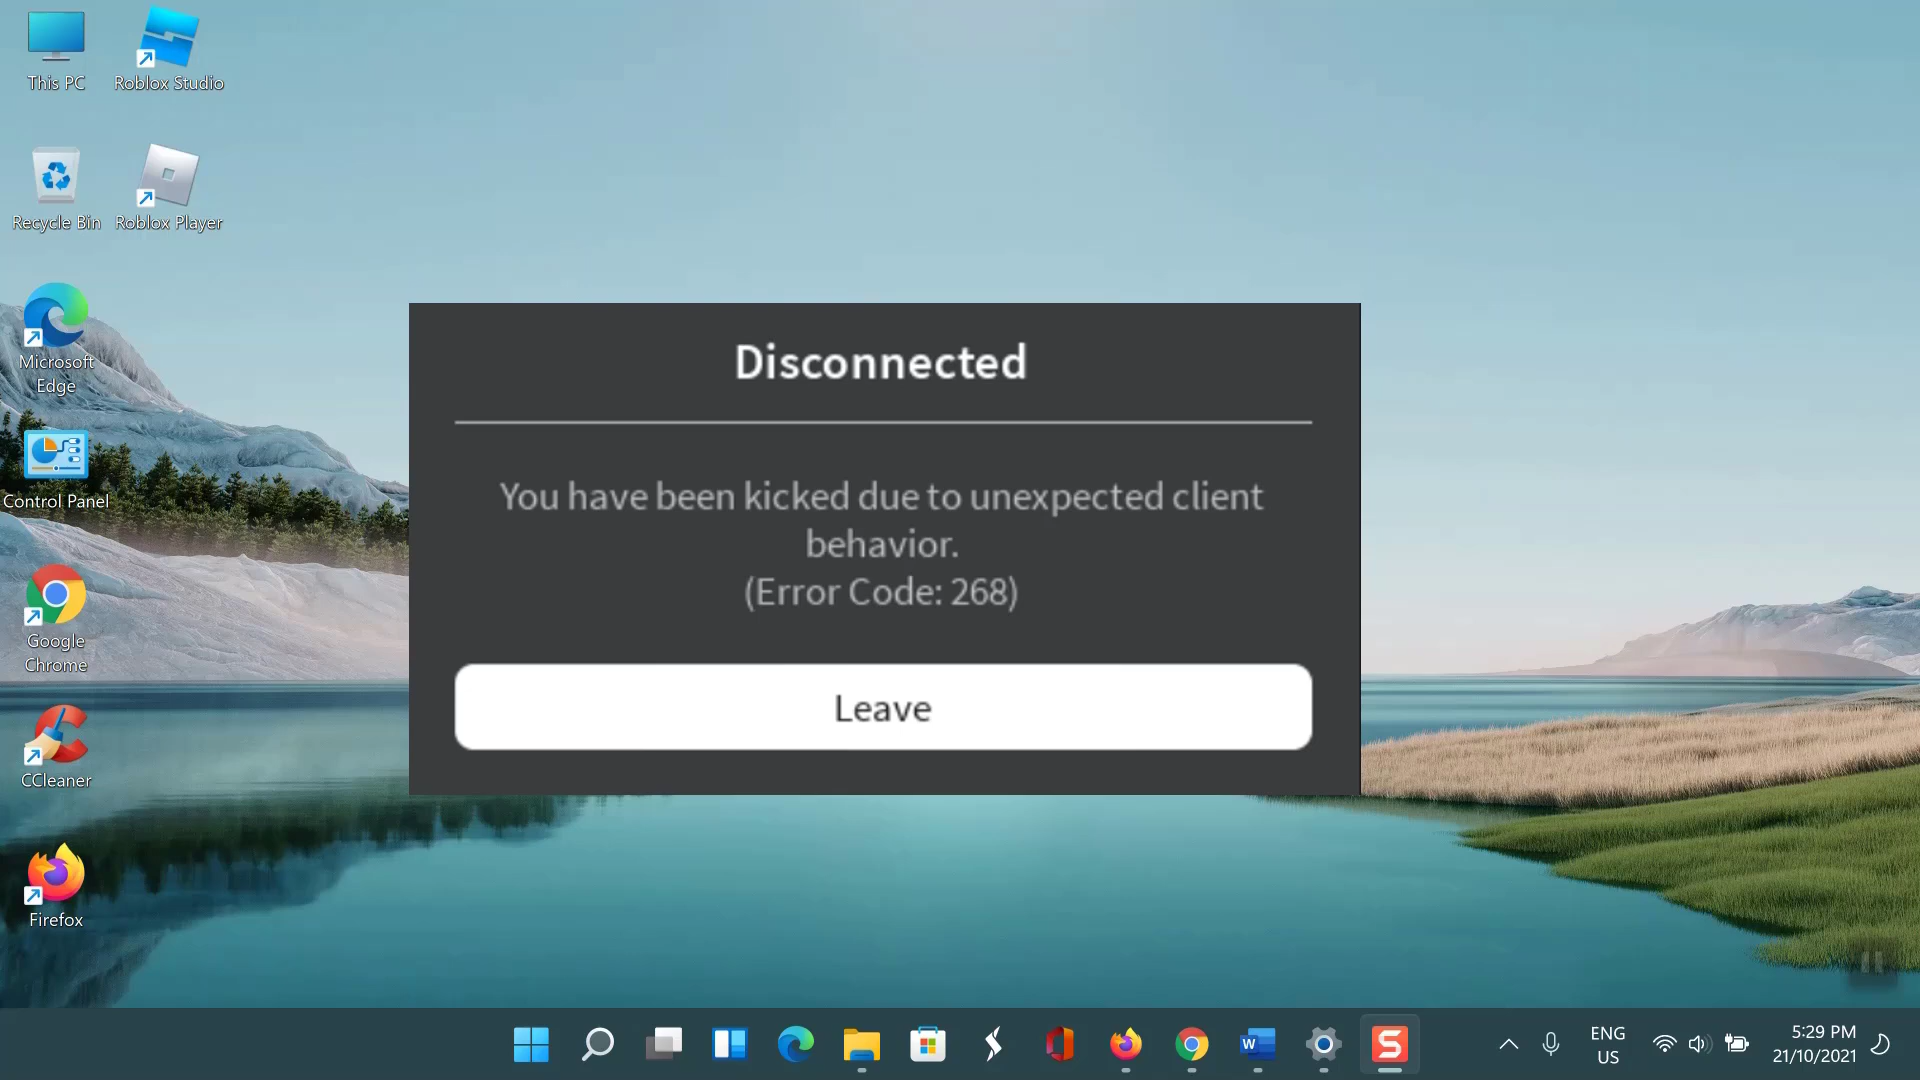 This PC
Roblox Studio
Recycle Bin
Roblox Player
Microsoft
Edge
Control Panel
Google
Chrome
CCleaner
Firefox
Disconnected
You have been kicked due to unexpected client
behavior.
(Error Code: 268)
Leave
W
S
ENG
US
5:29 PM
21/10/2021